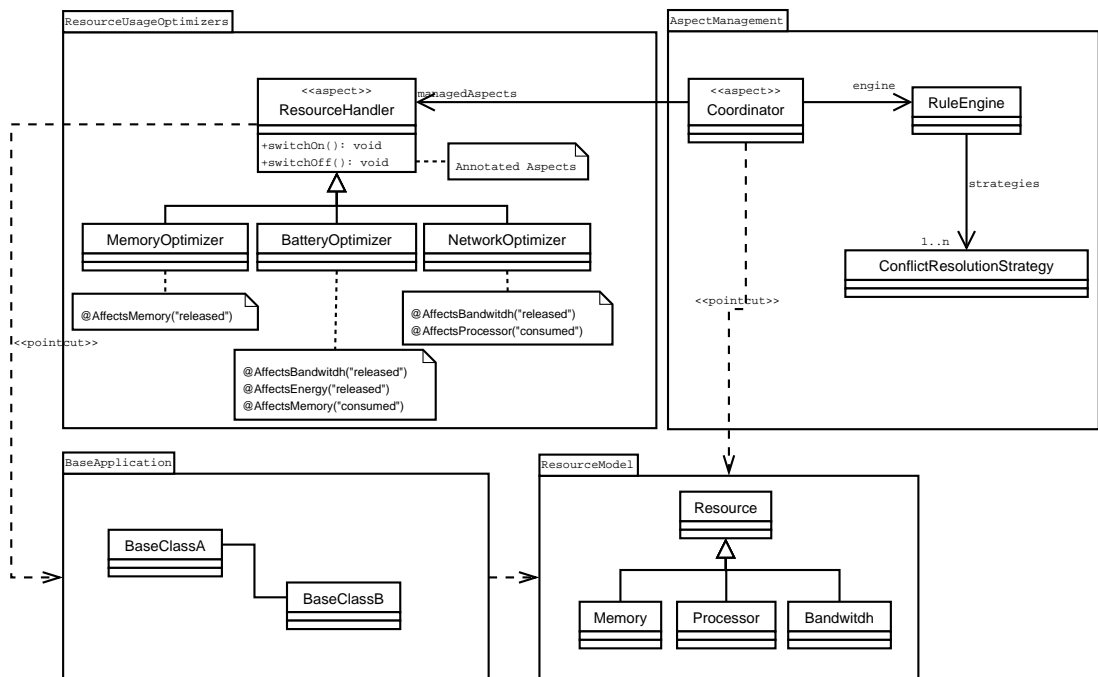 ResourceUsageOptimizers
AspectManagement
<<aspect>>
ResourceHandler
+switchOn(): void
+switchOff(): void
managedAspects
<<aspect>>
Coordinator
engine
RuleEngine
Annotated Aspects
strategies
MemoryOptimizer
BatteryOptimizer
NetworkOptimizer
1..n
ConflictResolutionStrategy
@AffectsMemory("released")
@AffectsBandwitdh("released")
@AffectsProcessor("consumed")
<<pointcut>>
<<pointcut>>
@AffectsBandwitdh("released")
@AffectsEnergy("released")
@AffectsMemory("consumed")
BaseApplication
ResourceModel
BaseClassA
BaseClassB
Resource
Memory
Processor
Bandwitdh